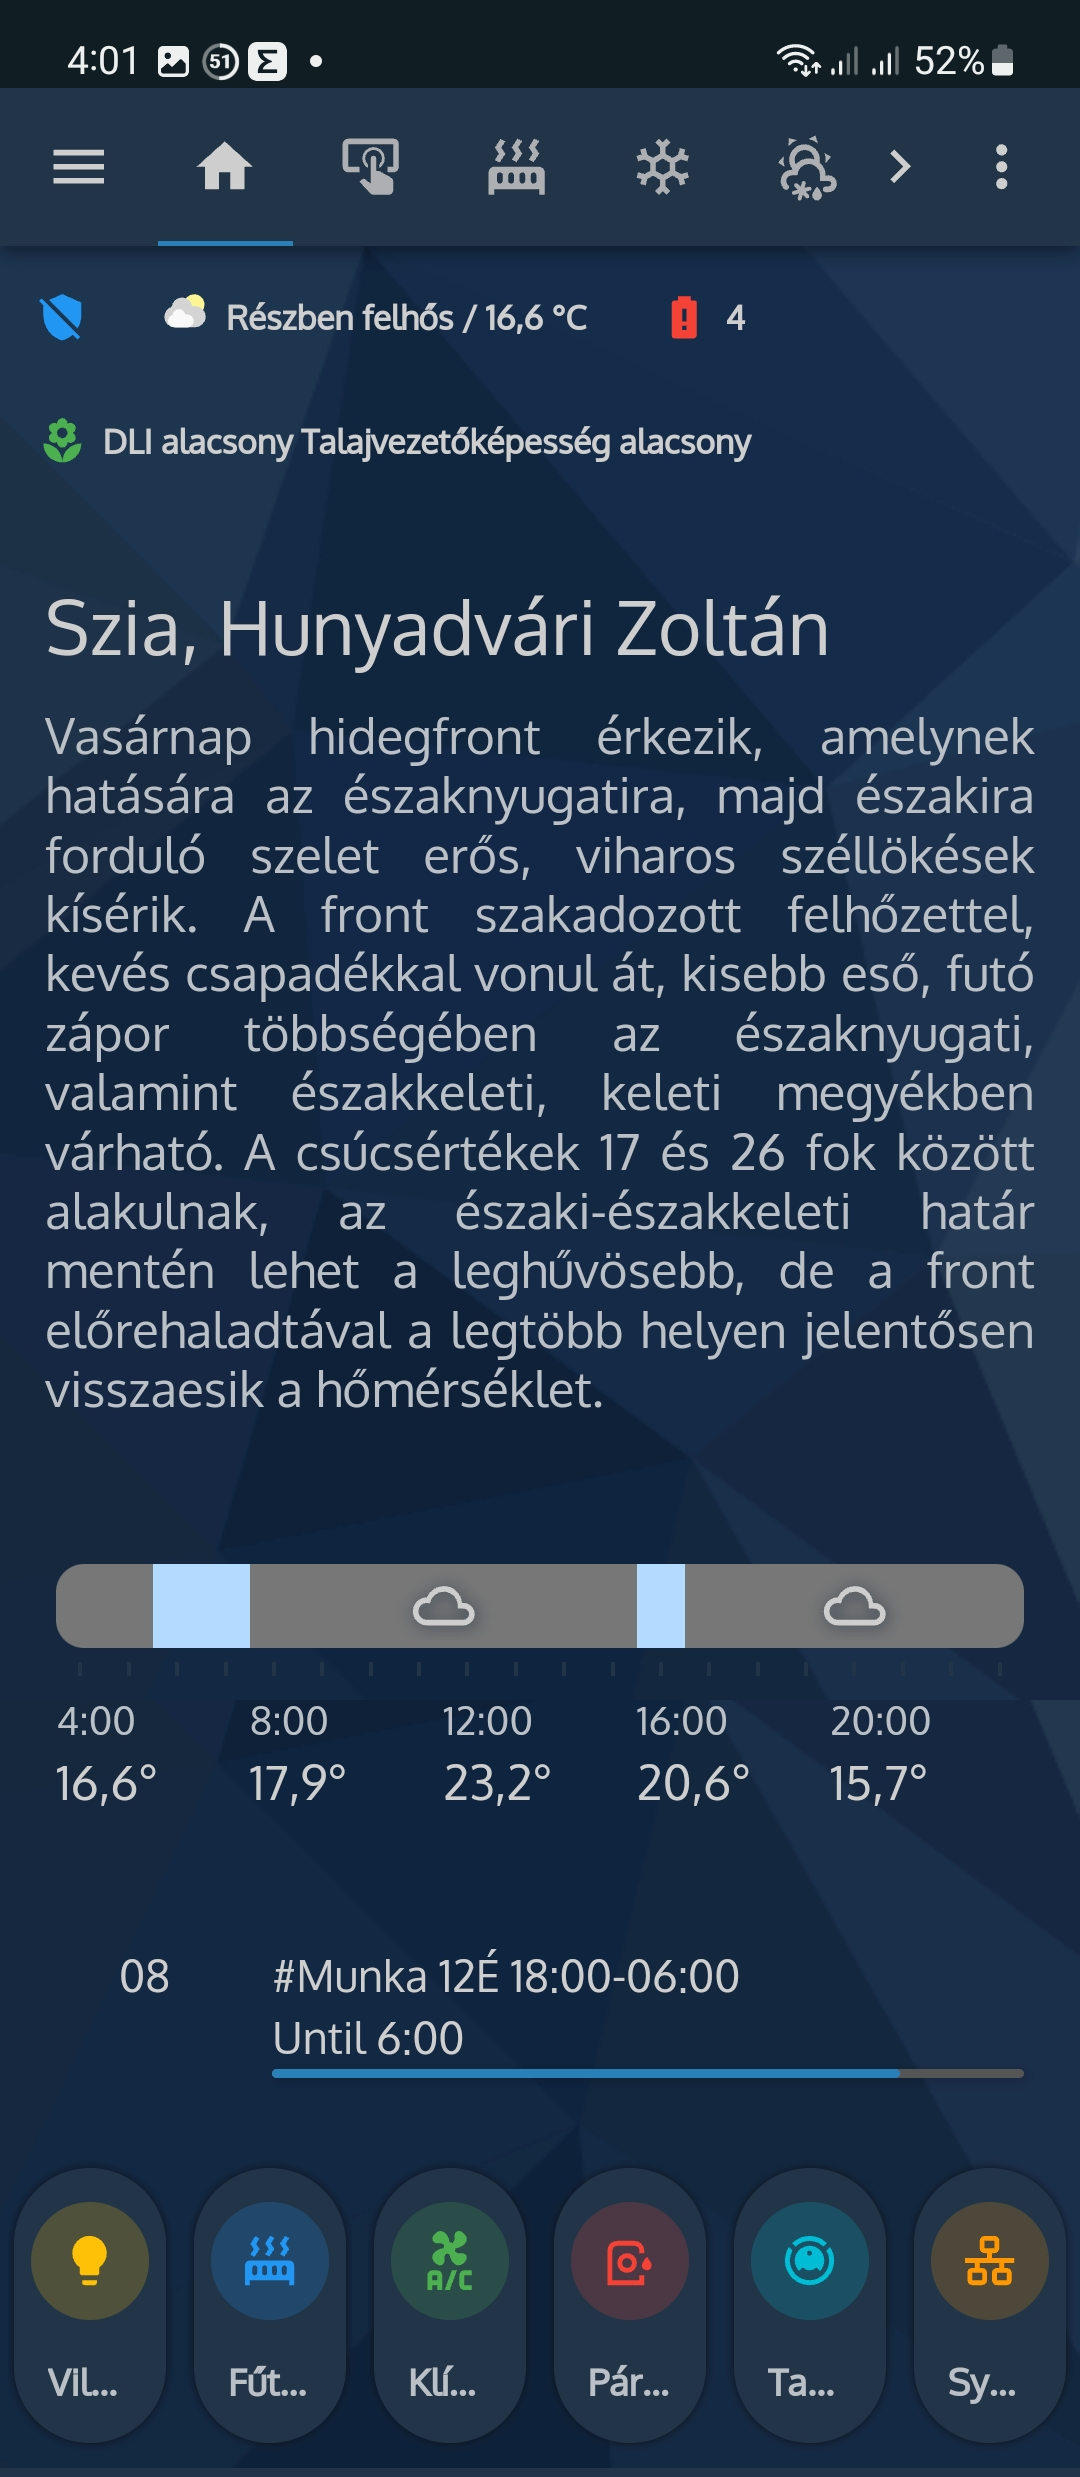 4:01 51 52%
Részben felhős / 16,6 °C 4
DLI alacsony Talajvezetőképesség alacsony
Szia, Hunyadvári Zoltán
Vasárnap hidegfront érkezik, amelynek
hatására az északnyugatira, majd északira
forduló szelet erős, viharos széllökések
kísérik. A front szakadozott felhőzettel,
kevés csapadékkal vonul át, kisebb eső, futó
zápor többségében az északnyugati,
valamint északkeleti, keleti megyékben
várható. A csúcsértékek 17 és 26 fok között
alakulnak, az északi-északkeleti határ
mentén lehet a leghűvösebb, de a front
előrehaladtával a legtöbb helyen jelentősen
visszaesik a hőmérséklet.
4:00 8:00 12:00 16:00 20:00
16,6° 17,9° 23,2° 20,6° 15,7°
08 #Munka 12É 18:00-06:00
Until 6:00
A/C
Vil... Fűt... Klí... Pár... Ta... Sy...